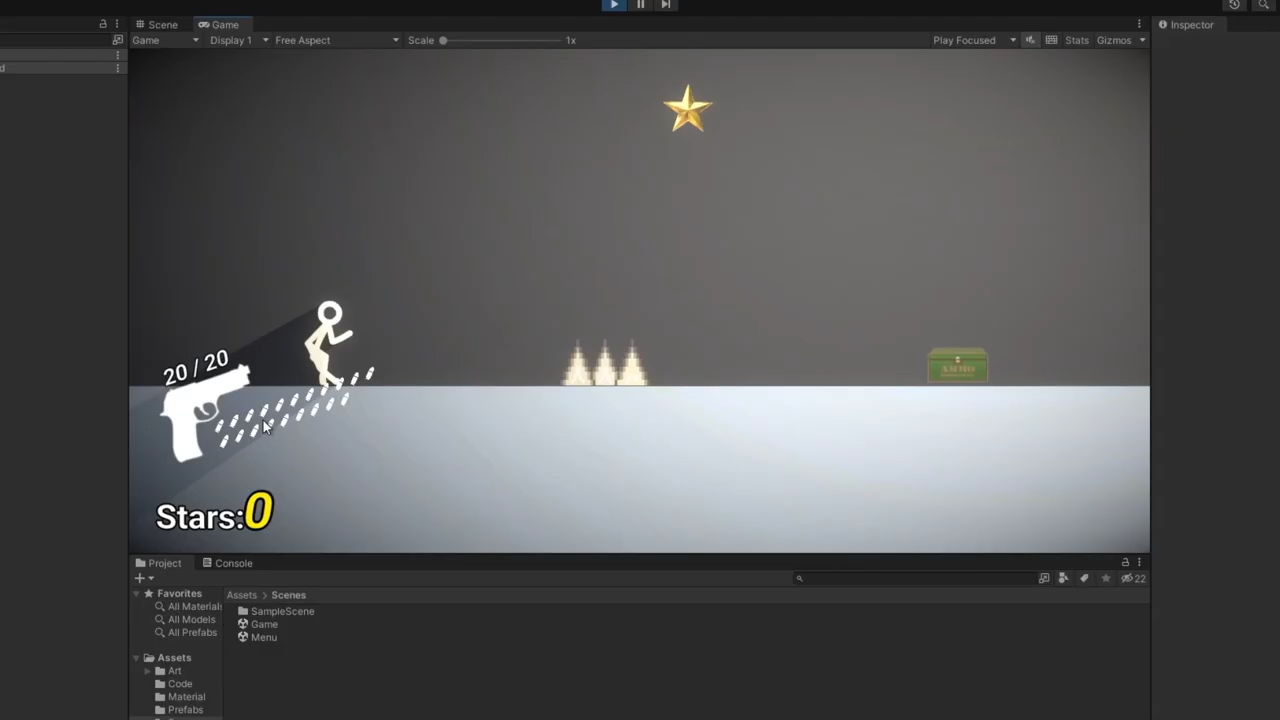 Scene
Game
Game
Display 1
Free Aspect
Scale
1x
Play Focused
Stats
Gizmos
Inspector
d
AMMO
20 / 20
Stars:0
Project
Console
22
Favorites
All Materials
All Models
All Prefabs
Assets
Art
Code
Material
Prefabs
Assets > Scenes
SampleScene
Game
Menu